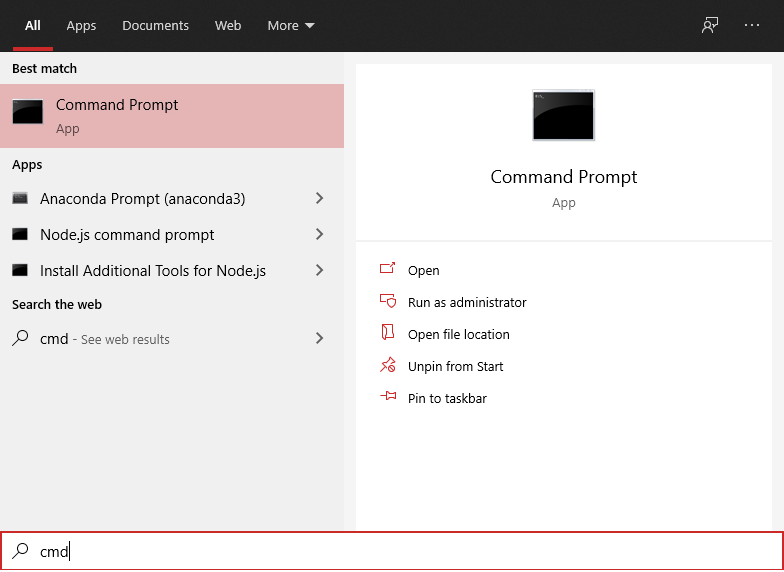 All Apps Documents Web More
Best match
Command Prompt
App
Apps
Anaconda Prompt (anaconda3)
Node.js command prompt
Install Additional Tools for Node.js
Search the web
cmd - See web results
Command Prompt
App
Open
Run as administrator
Open file location
Unpin from Start
Pin to taskbar
cmd